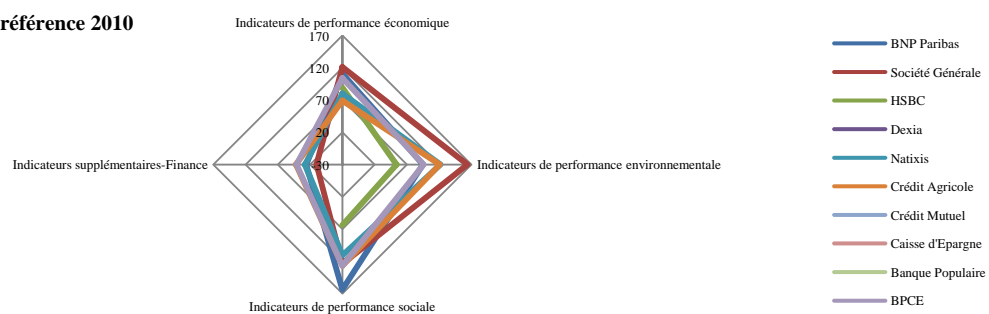 référence 2010
Indicateurs de performance économique
170
120
70
20
-30
Indicateurs supplémentaires-Finance
Indicateurs de performance environnementale
Indicateurs de performance sociale
BNP Paribas
Société Générale
HSBC
Dexia
Natixis
Crédit Agricole
Crédit Mutuel
Caisse d'Epargne
Banque Populaire
BPCE